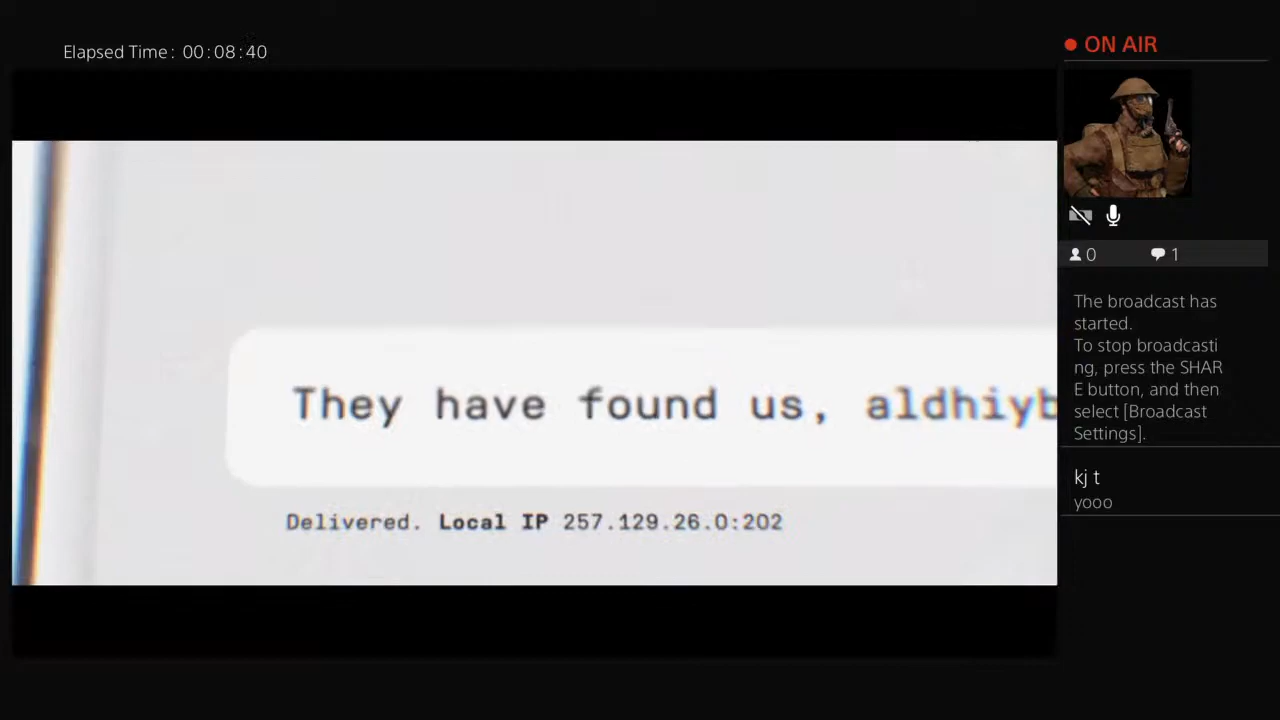 Elapsed Time: 00:08:40
ON AIR
0 1
The broadcast has
started.
To stop broadcasti
ng, press the SHAR
E button, and then
select [Broadcast
Settings].
kj t
yooo
They have found us, aldhiyb
Delivered. Local IP 257.129.26.0:202